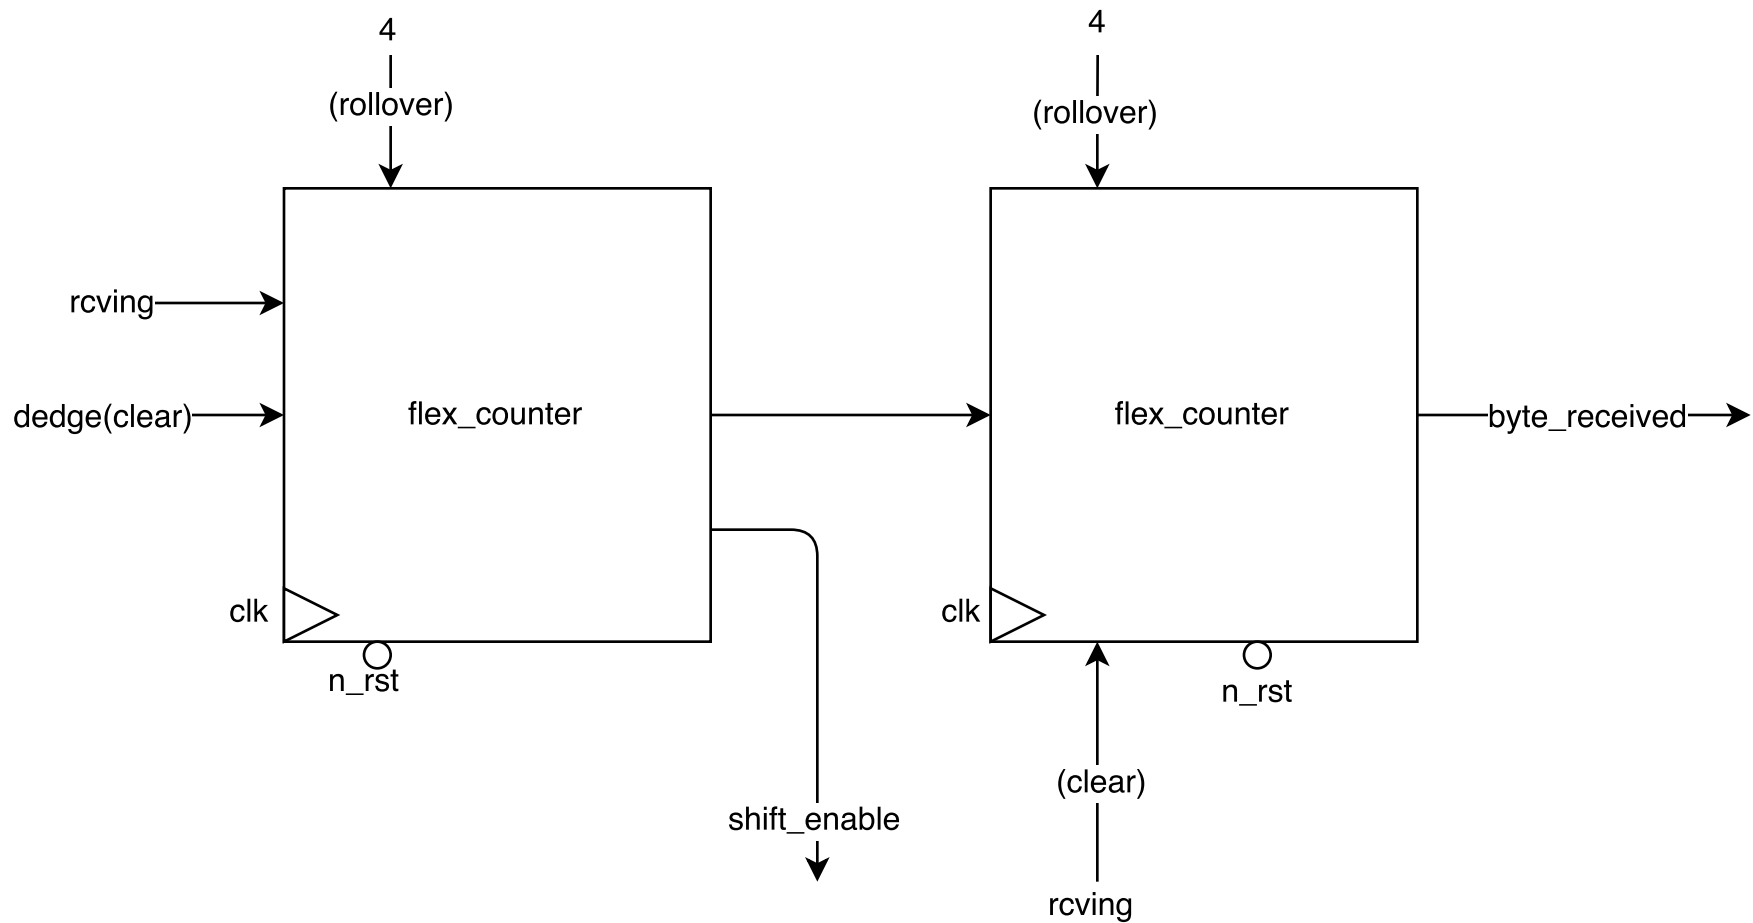 4
4
(rollover)
(rollover)
rcving
dedge(clear)
flex_counter
flex_counter
byte_received
clk
clk
n_rst
n_rst
(clear)
shift_enable
rcving